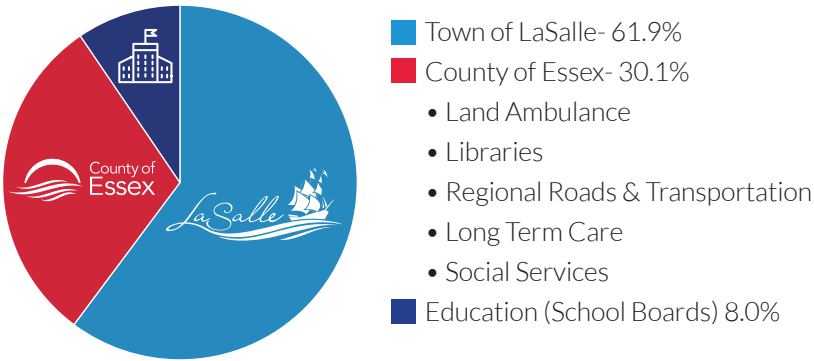 Town of LaSalle- 61.9%
County of Essex- 30.1%
• Land Ambulance
• Libraries
• Regional Roads & Transportation
• Long Term Care
• Social Services
Education (School Boards) 8.0%
County of
Essex
LaSalle